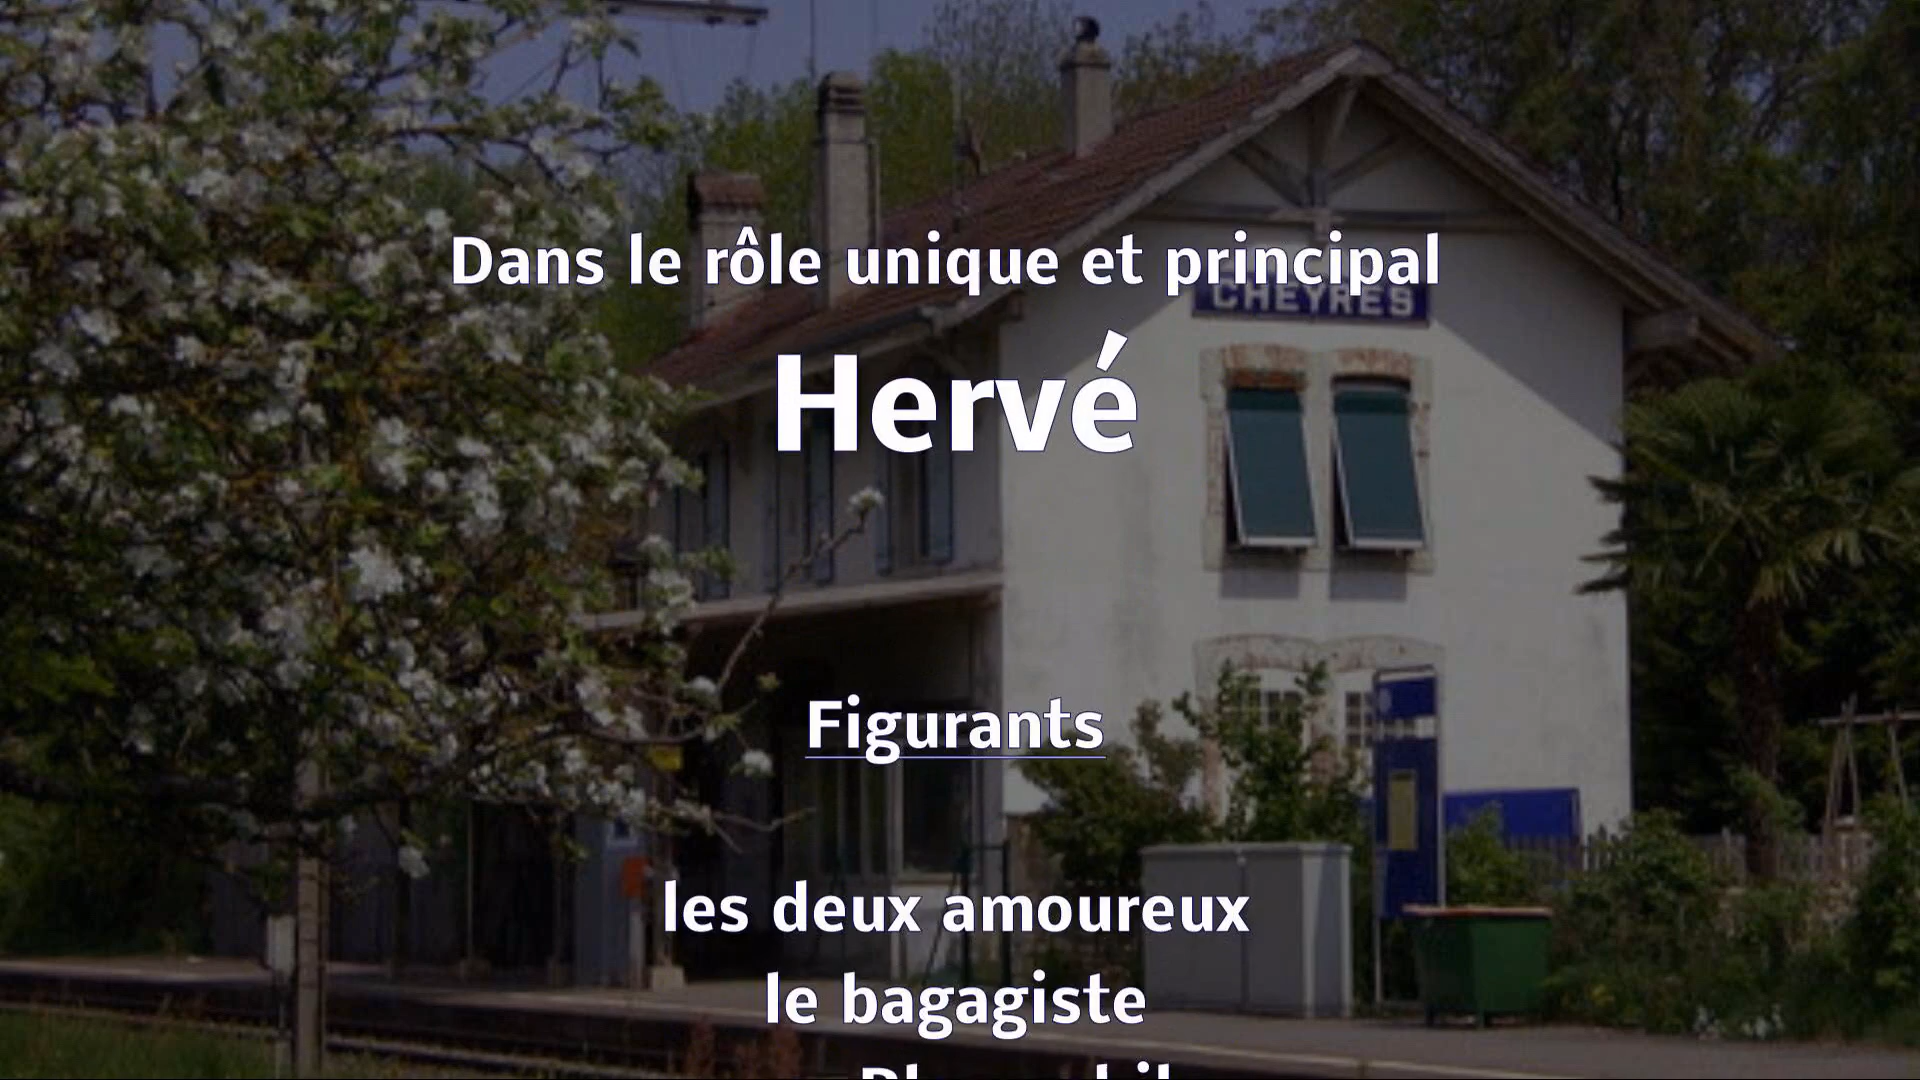 Dans le rôle unique et principal
CHEYRES
Hervé
Figurants
les deux amoureux
le bagagiste